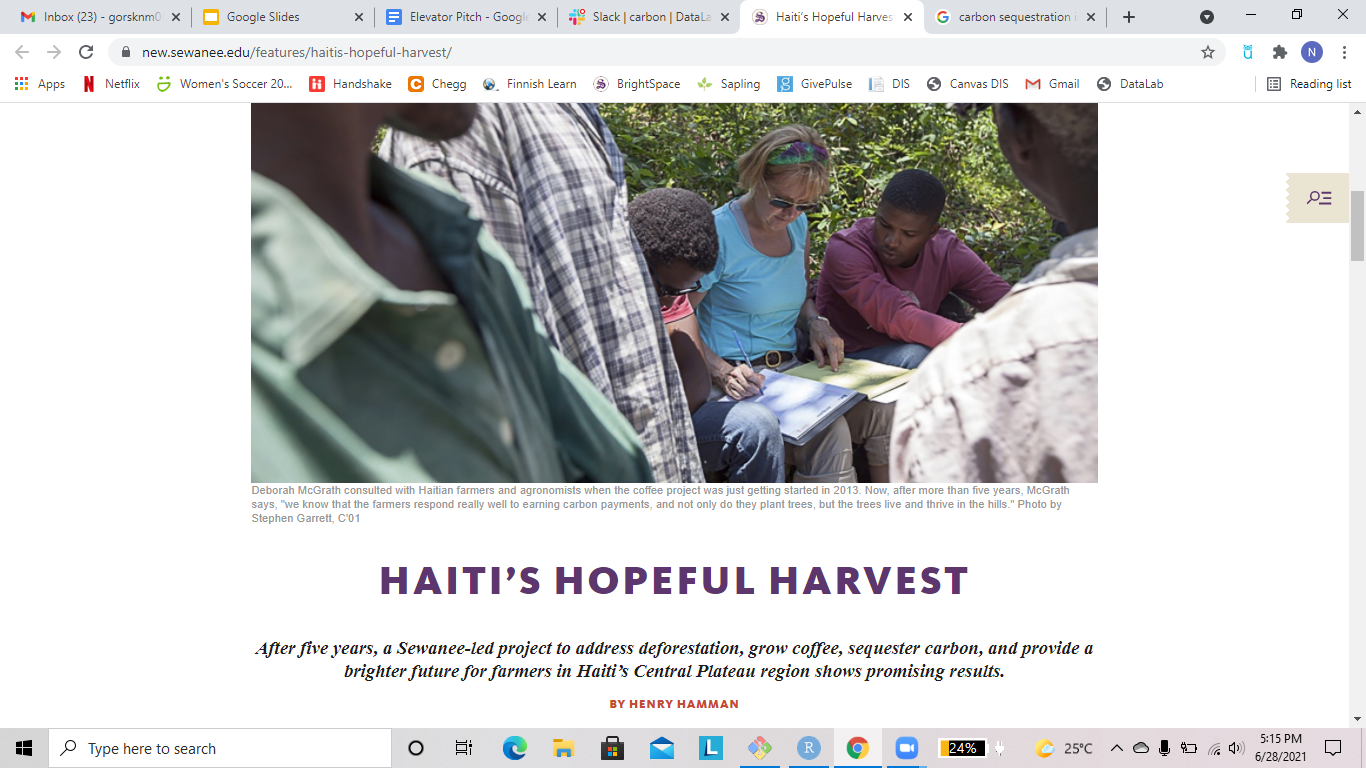 Inbox (23) - gorsknm0
Google Slides
Elevator Pitch - Google
Slack | carbon | DataLa
Haiti's Hopeful Harves
carbon sequestration i
new.sewanee.edu/features/haitis-hopeful-harvest/
N
Apps
Netflix
Women's Soccer 20...
Handshake
Chegg
Finnish Learn
BrightSpace
Sapling
GivePulse
DIS
Canvas DIS
Gmail
DataLab
Reading list
Deborah McGrath consulted with Haitian farmers and agronomists when the coffee project was just getting started in 2013. Now, after more than five years, McGrath
says, "we know that the farmers respond really well to earning carbon payments, and not only do they plant trees, but the trees live and thrive in the hills." Photo by
Stephen Garrett, C'01
HAITI'S HOPEFUL HARVEST
After five years, a Sewanee-led project to address deforestation, grow coffee, sequester carbon, and provide a
brighter future for farmers in Haiti's Central Plateau region shows promising results.
BY HENRY HAMMAN
Type here to search
L
R
24%
25°C
5:15 PM
6/28/2021